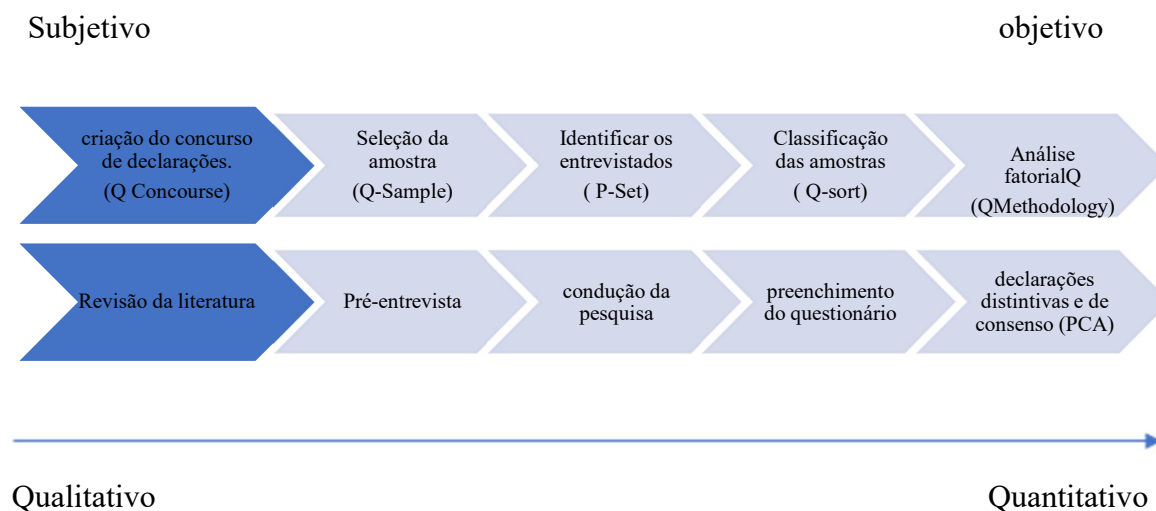 Subjetivo
objetivo
criação do concurso
de declarações.
(Q Concourse)
Seleção da
amostra
(Q-Sample)
Identificar os
entrevistados
( P-Set)
Classificação
das amostras
( Q-sort)
Análise
fatorialQ
(QMethodology)
Revisão da literatura
Pré-entrevista
condução da
pesquisa
preenchimento
do questionário
declarações
distintivas e de
consenso (PCA)
Qualitativo
Quantitativo